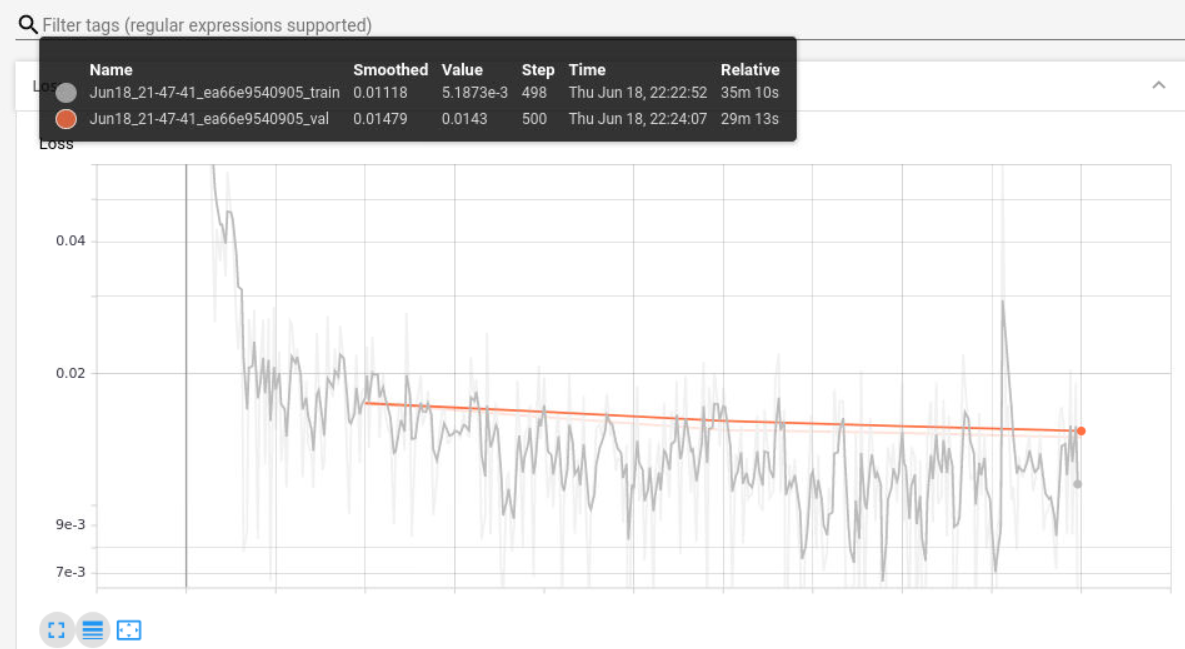 Filter tags (regular expressions supported)
Name Smoothed Value Step Time Relative
Lo
Jun18_21-47-41_ea66e9540905_train 0.01118 5.1873e-3 498 Thu Jun 18, 22:22:52 35m 10s
Jun18_21-47-41_ea66e9540905_val 0.01479 0.0143 500 Thu Jun 18, 22:24:07 29m 13s
Loss
0.04
0.02
9e-3
7e-3